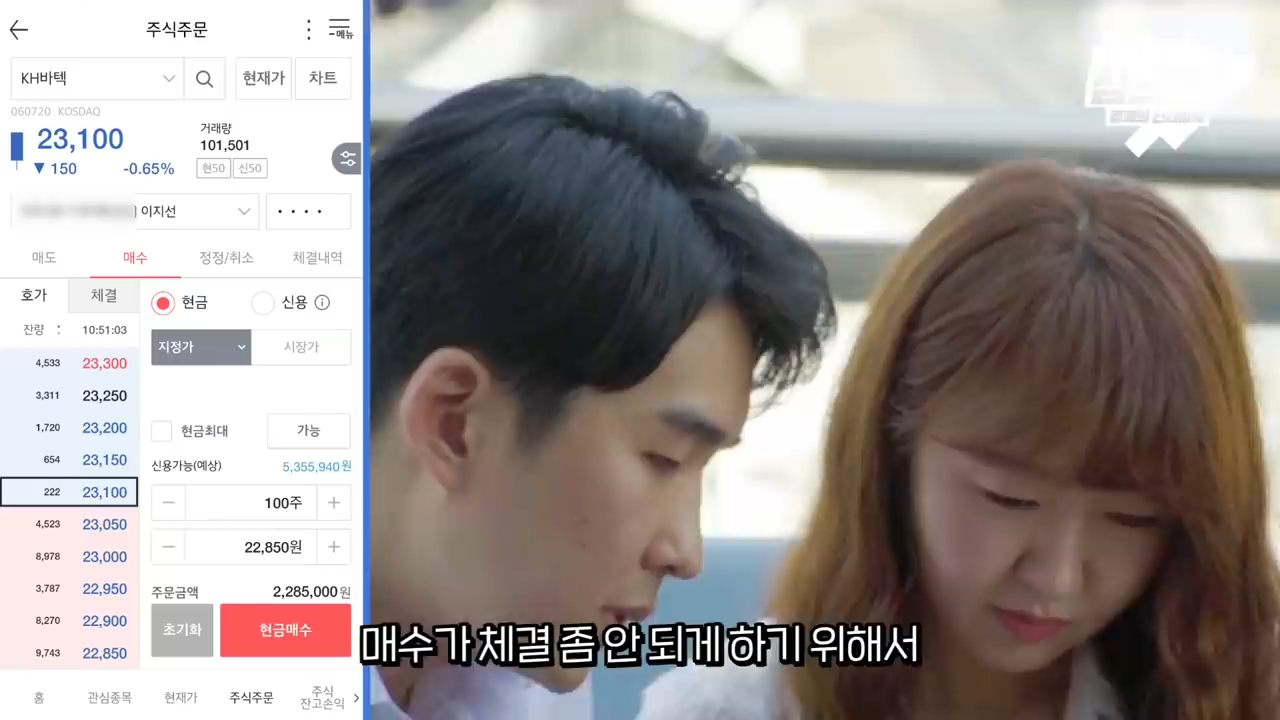 주식주문
메뉴
KH바텍
현재가
차트
060720 KOSDAQ
23,100
▼ 150 -0.65%
거래량
101,501
현50 신50
이지선
매도 매수 정정/취소 체결내역
호가 체결
현금 신용
잔량 : 10:51:03
지정가 시장가
4,533 23,300
3,311 23,250
1,720 23,200
654 23,150
222 23,100
4,523 23,050
8,978 23,000
3,787 22,950
8,270 22,900
9,743 22,850
현금최대 가능
신용가능(예상) 5,355,940원
− 100주 +
− 22,850원 +
주문금액 2,285,000원
초기화 현금매수
홈 관심종목 현재가 주식주문 주식
잔고손익
매수가 체결 좀 안 되게 하기 위해서